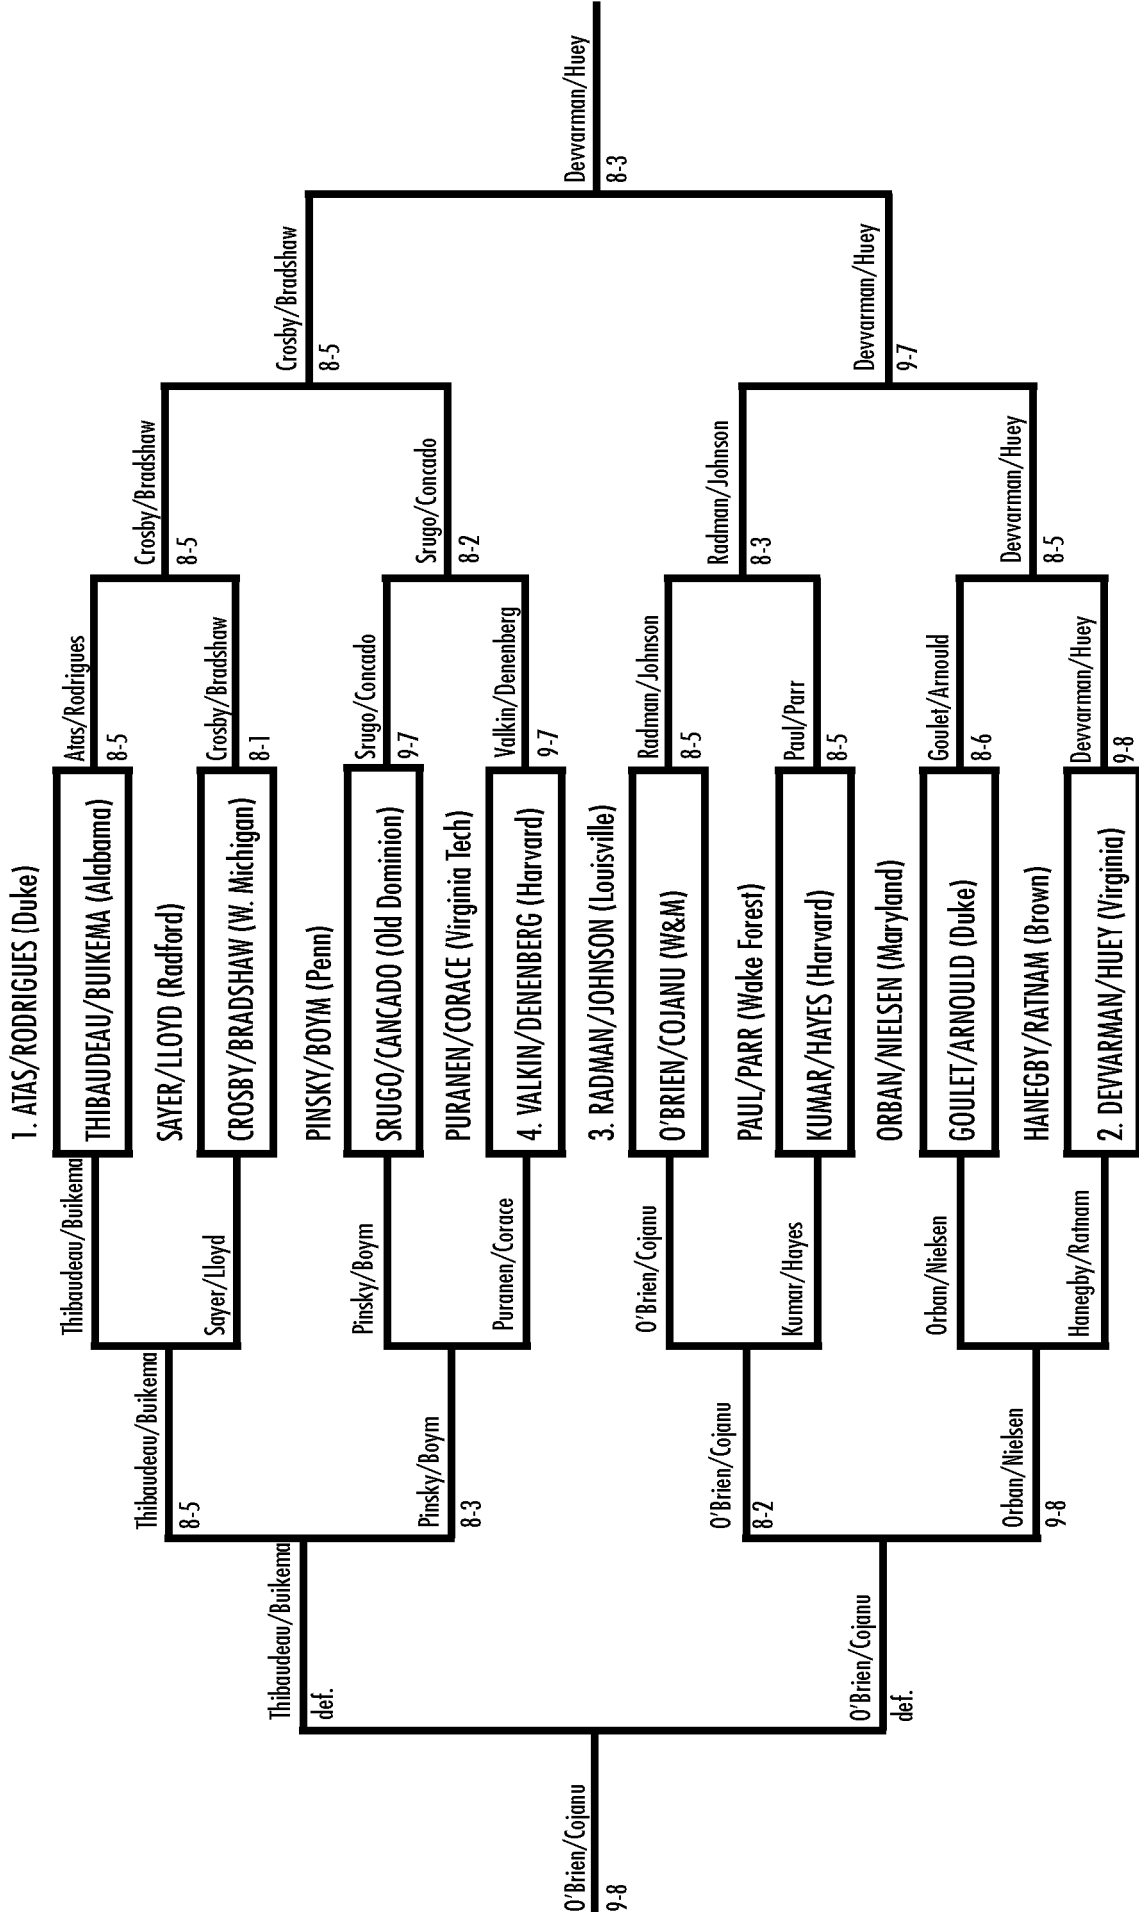 1. ATAS/RODRIGUES (Duke)
THIBAUDEAU/BUIKEMA (Alabama)
SAYER/LLOYD (Radford)
CROSBY/BRADSHAW (W. Michigan)
PINSKY/BOYM (Penn)
SRUGO/CANCADO (Old Dominion)
PURANEN/CORACE (Virginia Tech)
4. VALKIN/DENENBERG (Harvard)
3. RADMAN/JOHNSON (Louisville)
O'BRIEN/COJANU (W&M)
PAUL/PARR (Wake Forest)
KUMAR/HAYES (Harvard)
ORBAN/NIELSEN (Maryland)
GOULET/ARNOULD (Duke)
HANEGBY/RATNAM (Brown)
2. DEVVARMAN/HUEY (Virginia)
Atas/Rodrigues
8-5
Crosby/Bradshaw
8-1
Srugo/Concado
9-7
Valkin/Denenberg
9-7
Radman/Johnson
8-5
Paul/Parr
8-5
Goulet/Arnould
8-6
Devvarman/Huey
9-8
Crosby/Bradshaw
8-5
Srugo/Concado
8-2
Radman/Johnson
8-3
Devvarman/Huey
8-5
Crosby/Bradshaw
8-5
Devvarman/Huey
9-7
Devvarman/Huey
8-3
Thibaudeau/Buikema
Sayer/Lloyd
Pinsky/Boym
Puranen/Corace
O'Brien/Cojanu
Kumar/Hayes
Orban/Nielsen
Hanegby/Ratnam
Thibaudeau/Buikema
8-5
Pinsky/Boym
8-3
O'Brien/Cojanu
8-2
Orban/Nielsen
9-8
Thibaudeau/Buikema
def.
O'Brien/Cojanu
def.
O'Brien/Cojanu
9-8